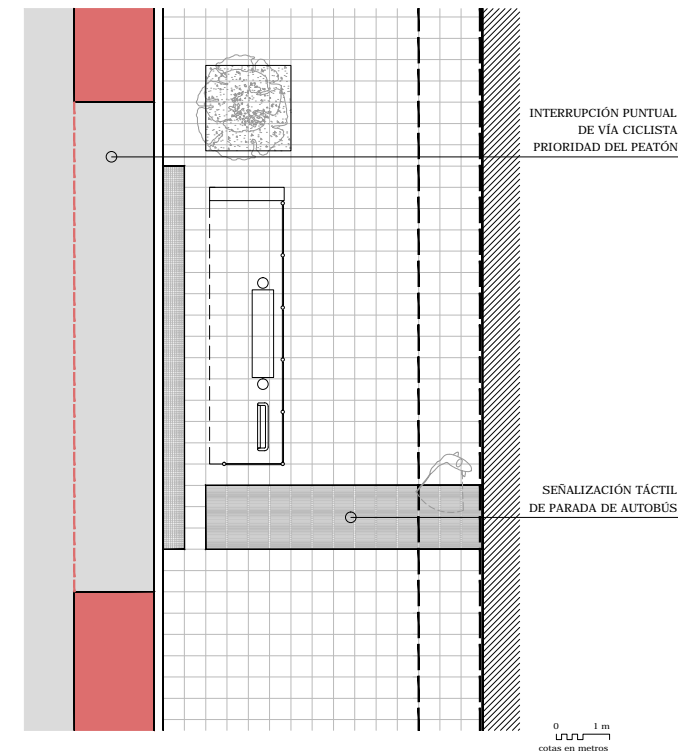 INTERRUPCIÓN PUNTUAL
DE VÍA CICLISTA
PRIORIDAD DEL PEATÓN
SEÑALIZACIÓN TÁCTIL
DE PARADA DE AUTOBÚS
0 1 m
cotas en metros